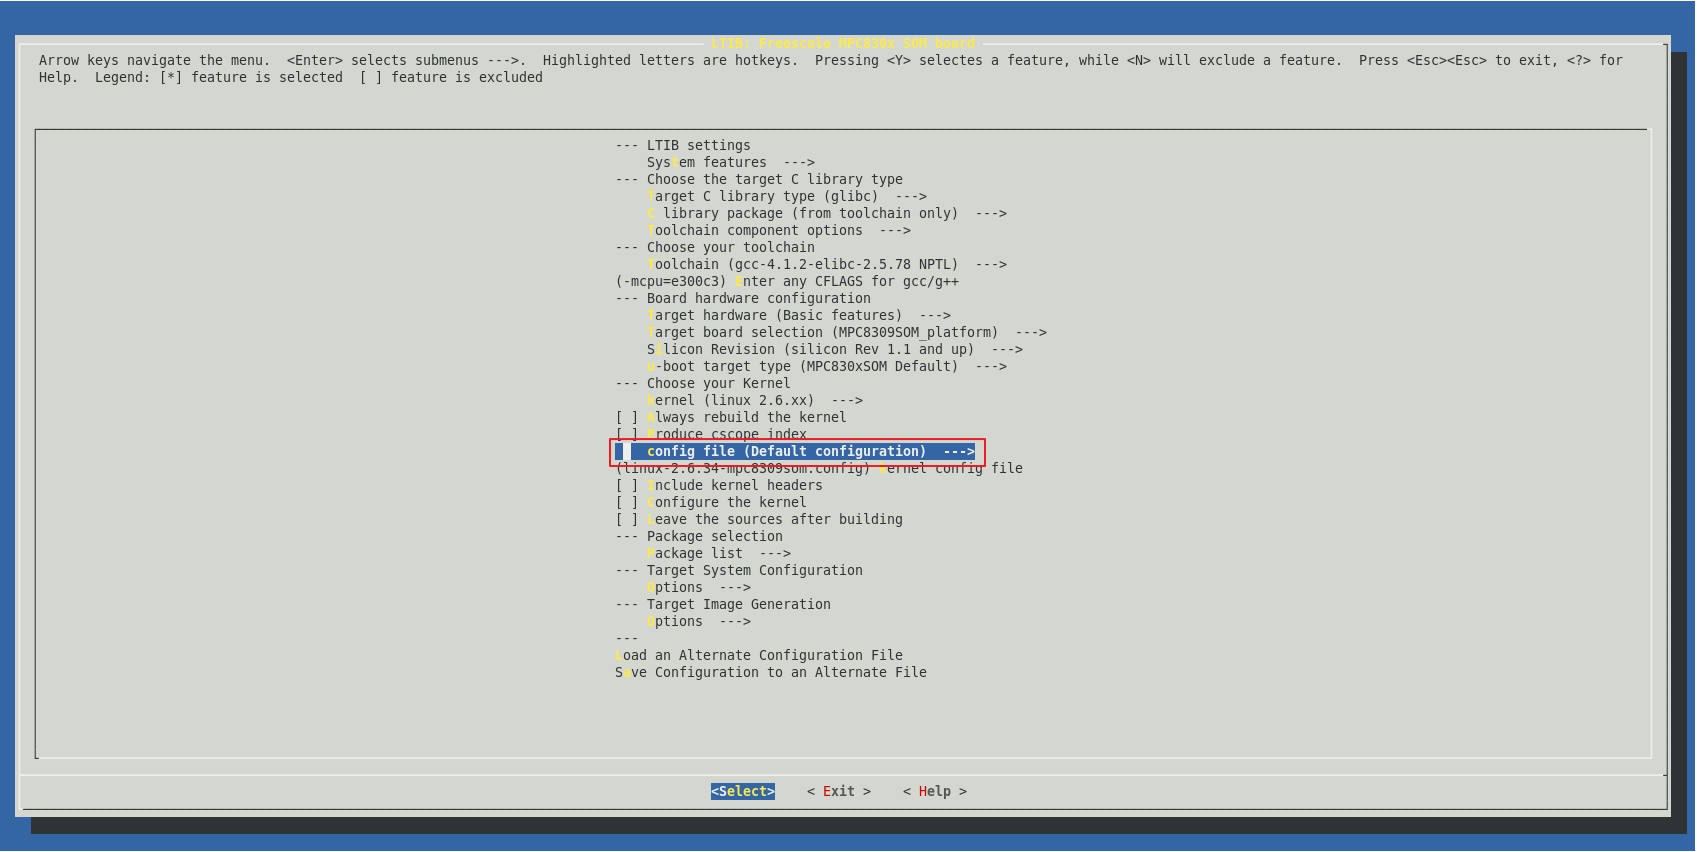 LTIB: Freescale MPC830x SOM board
Arrow keys navigate the menu.  <Enter> selects submenus --->.  Highlighted letters are hotkeys.  Pressing <Y> selectes a feature, while <N> will exclude a feature.  Press <Esc><Esc> to exit, <?> for
Help.  Legend: [*] feature is selected  [ ] feature is excluded
--- LTIB settings
System features  --->
--- Choose the target C library type
Target C library type (glibc)  --->
C library package (from toolchain only)  --->
Toolchain component options  --->
--- Choose your toolchain
Toolchain (gcc-4.1.2-elibc-2.5.78 NPTL)  --->
(-mcpu=e300c3) Enter any CFLAGS for gcc/g++
--- Board hardware configuration
Target hardware (Basic features)  --->
Target board selection (MPC8309SOM_platform)  --->
Silicon Revision (silicon Rev 1.1 and up)  --->
u-boot target type (MPC830xSOM Default)  --->
--- Choose your Kernel
kernel (linux 2.6.xx)  --->
[ ] Always rebuild the kernel
[ ] Produce cscope index
config file (Default configuration)  --->
(linux-2.6.34-mpc8309som.config) kernel config file
[ ] Include kernel headers
[ ] Configure the kernel
[ ] Leave the sources after building
--- Package selection
Package list  --->
--- Target System Configuration
Options  --->
--- Target Image Generation
Options  --->
---
Load an Alternate Configuration File
Save Configuration to an Alternate File
<Select>    < Exit >    < Help >